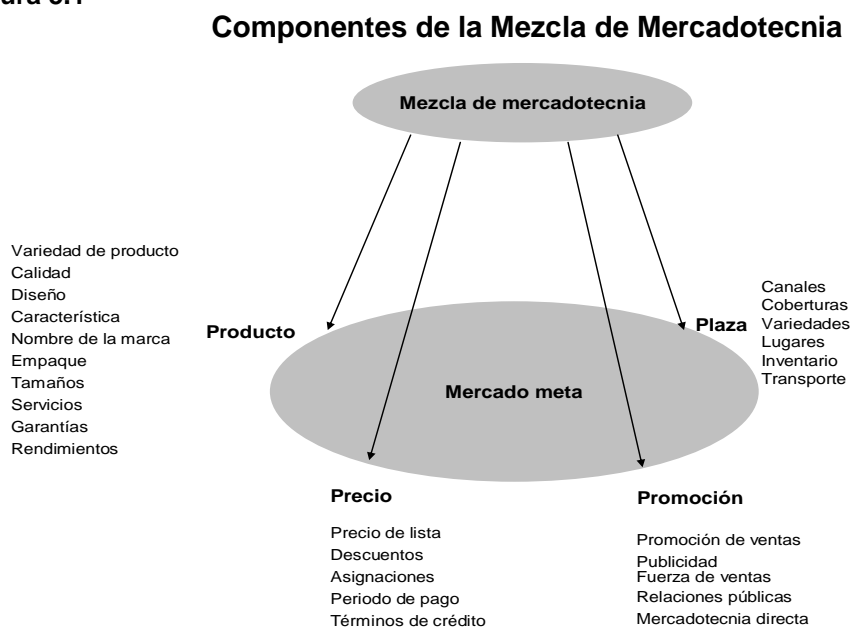 Componentes de la Mezcla de Mercadotecnia
Mezcla de mercadotecnia
Variedad de producto
Calidad
Diseño
Característica
Nombre de la marca
Empaque
Tamaños
Servicios
Garantías
Rendimientos
Producto
Mercado meta
Plaza
Canales
Coberturas
Variedades
Lugares
Inventario
Transporte
Precio
Precio de lista
Descuentos
Asignaciones
Periodo de pago
Términos de crédito
Promoción
Promoción de ventas
Publicidad
Fuerza de ventas
Relaciones públicas
Mercadotecnia directa